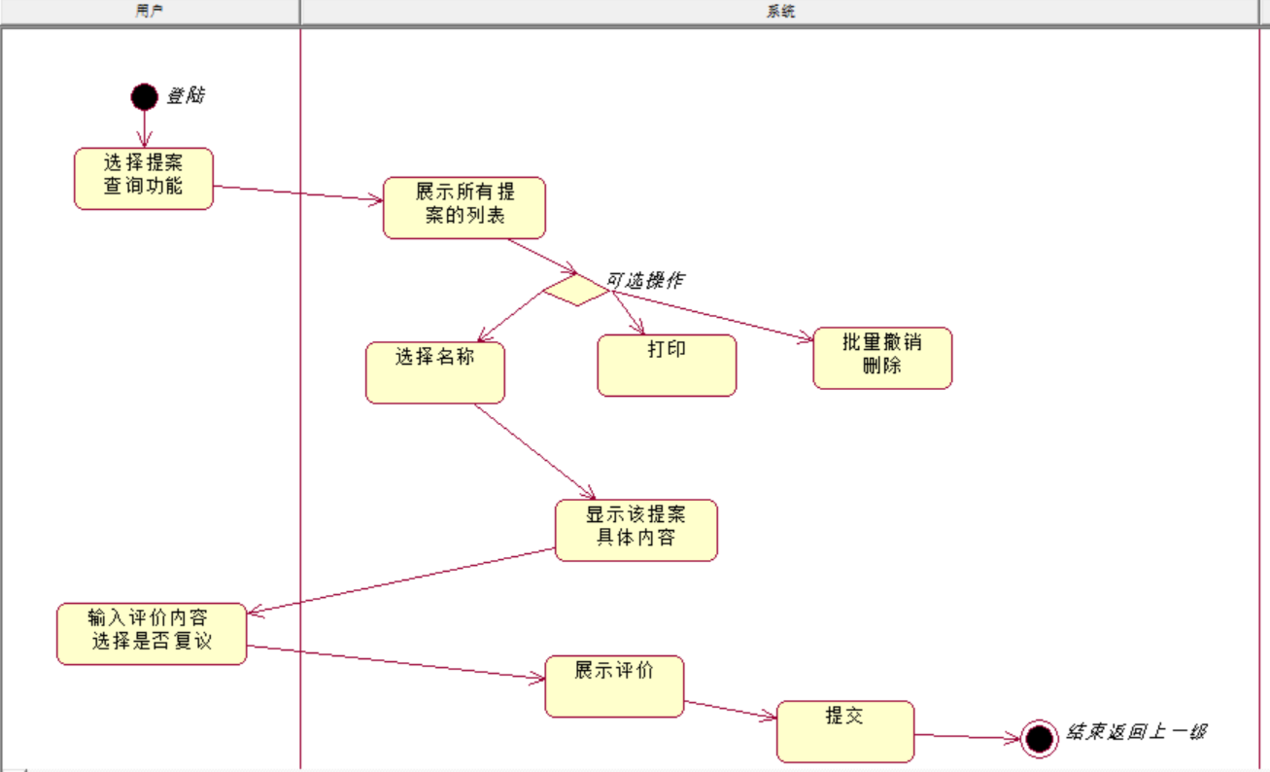 用户
系统
登陆
选择提案
查询功能
展示所有提
案的列表
可选操作
选择名称
打印
批量撤销
删除
显示该提案
具体内容
输入评价内容
选择是否复议
展示评价
提交
结束返回上一级